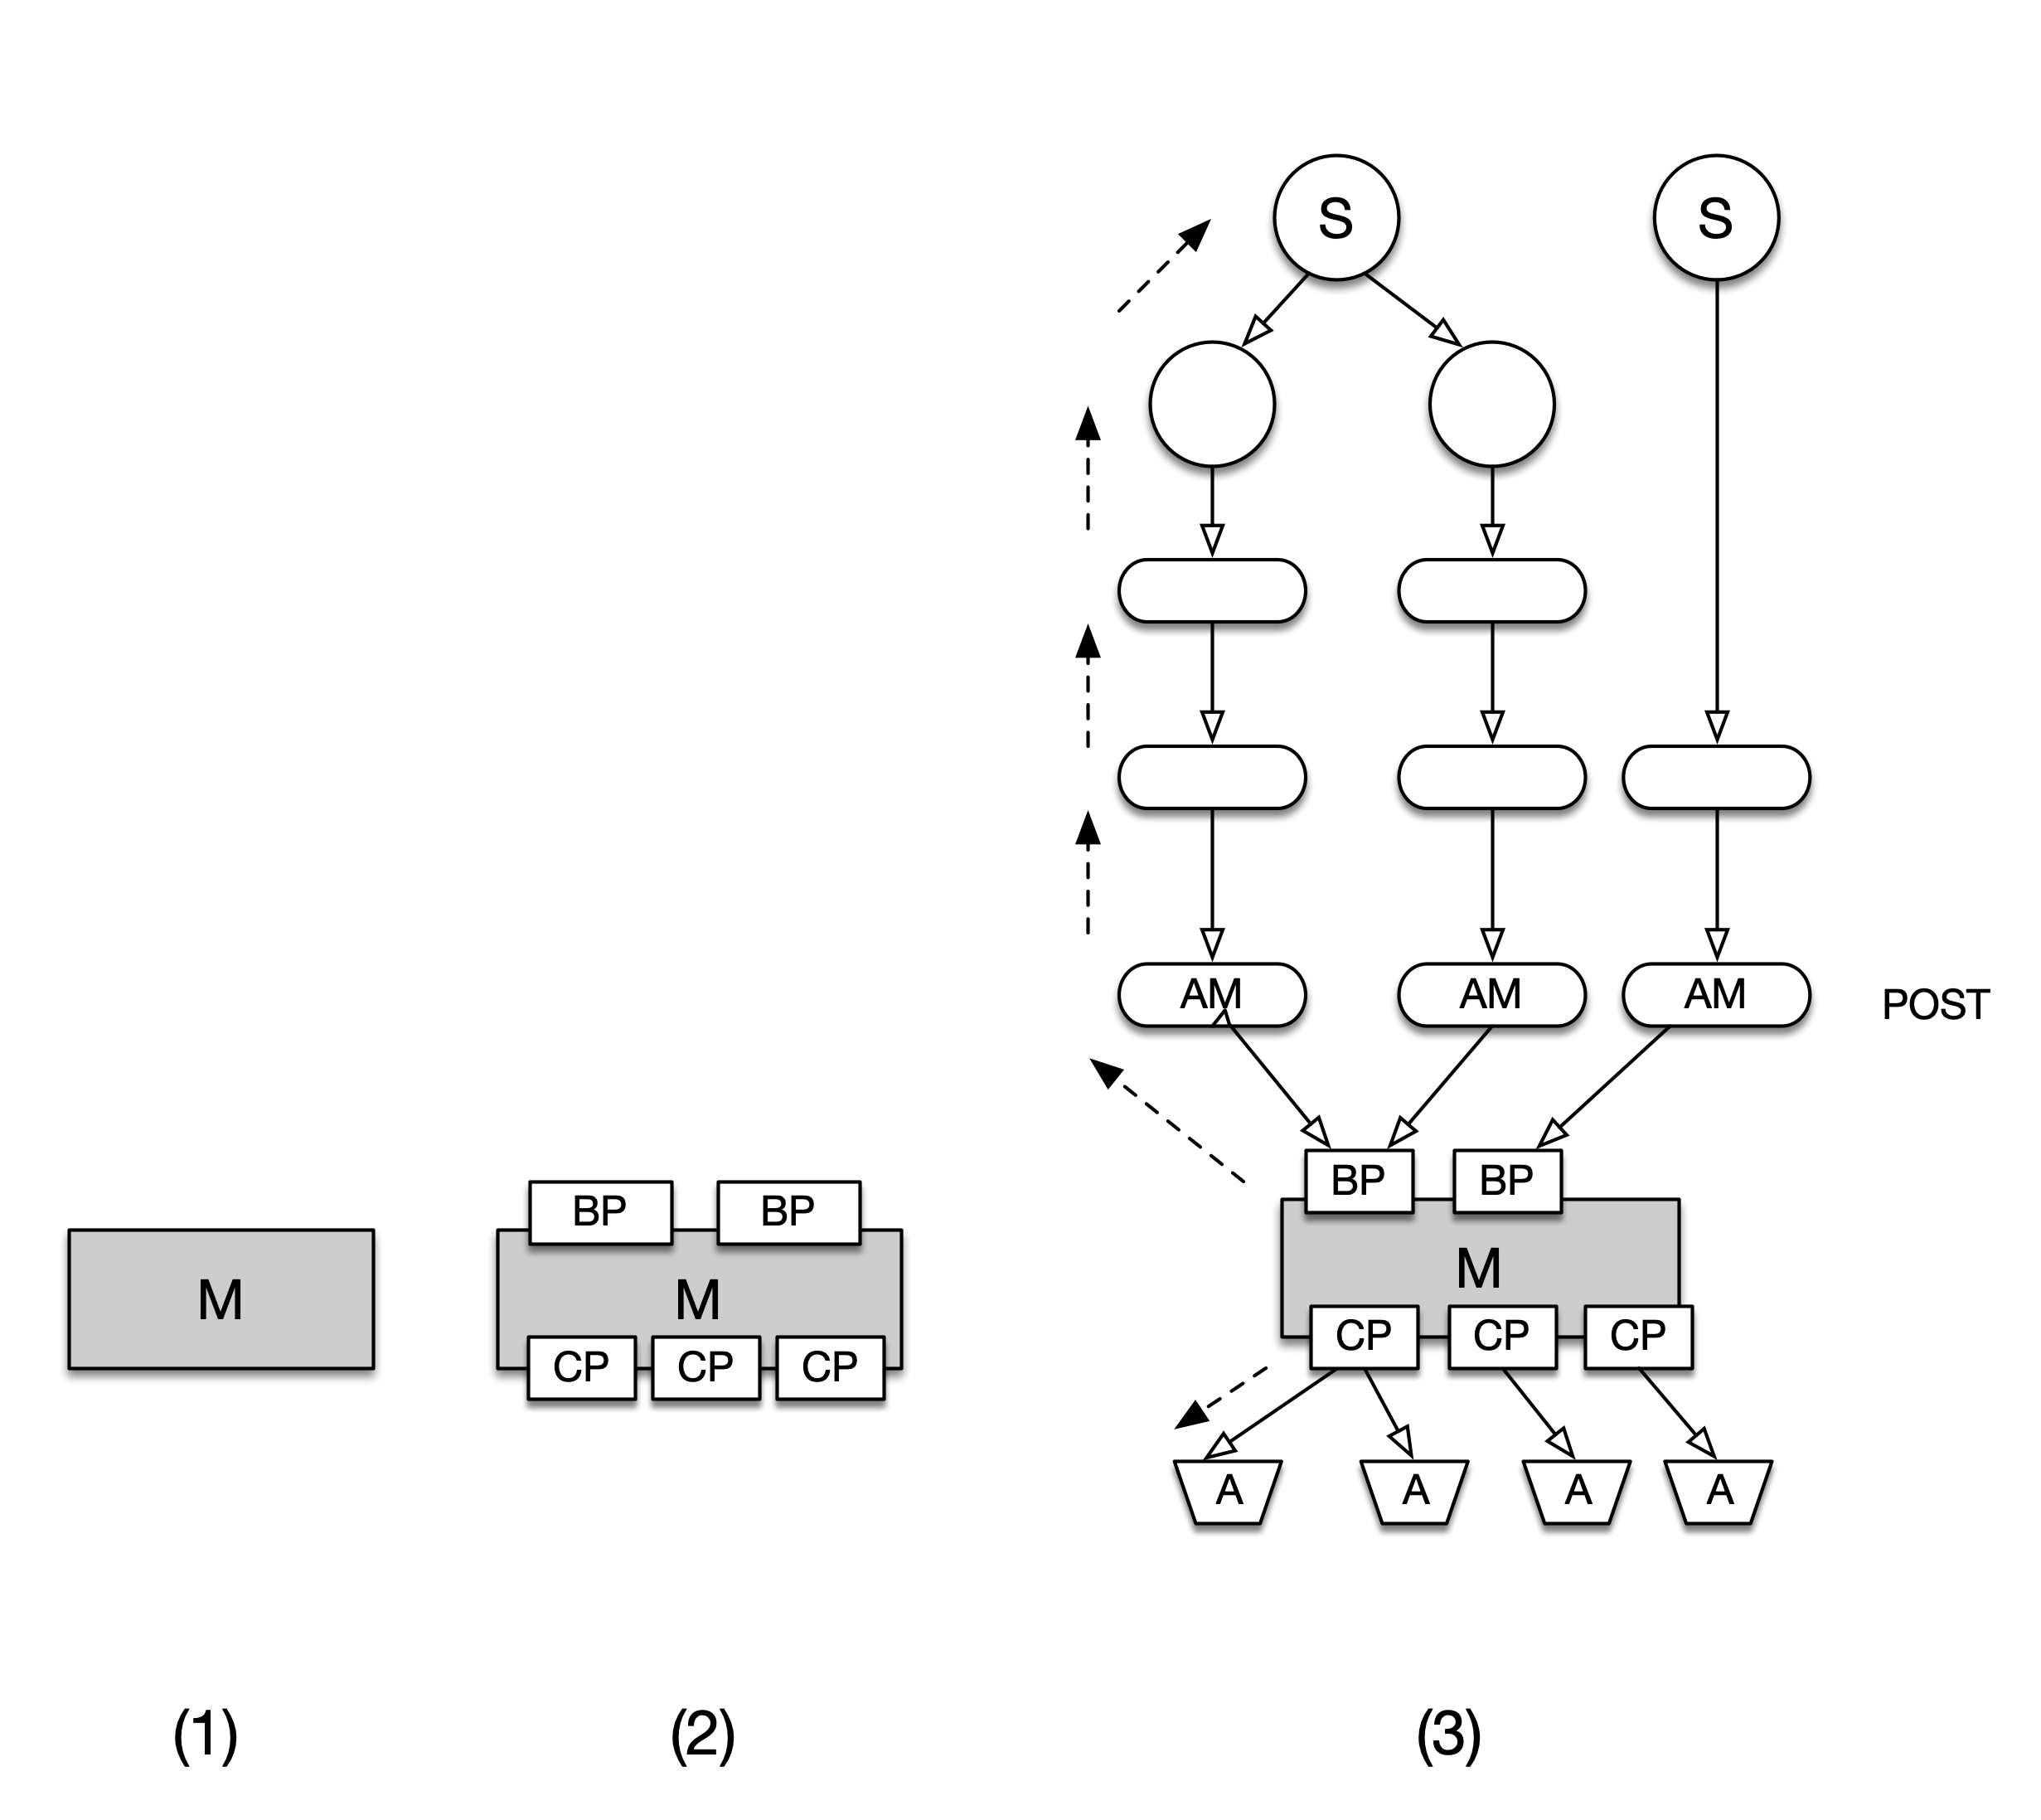 S S
AM AM AM POST
BP BP
M
CP CP CP
A A A A
BP BP
M
CP CP CP
M
(1) (2) (3)